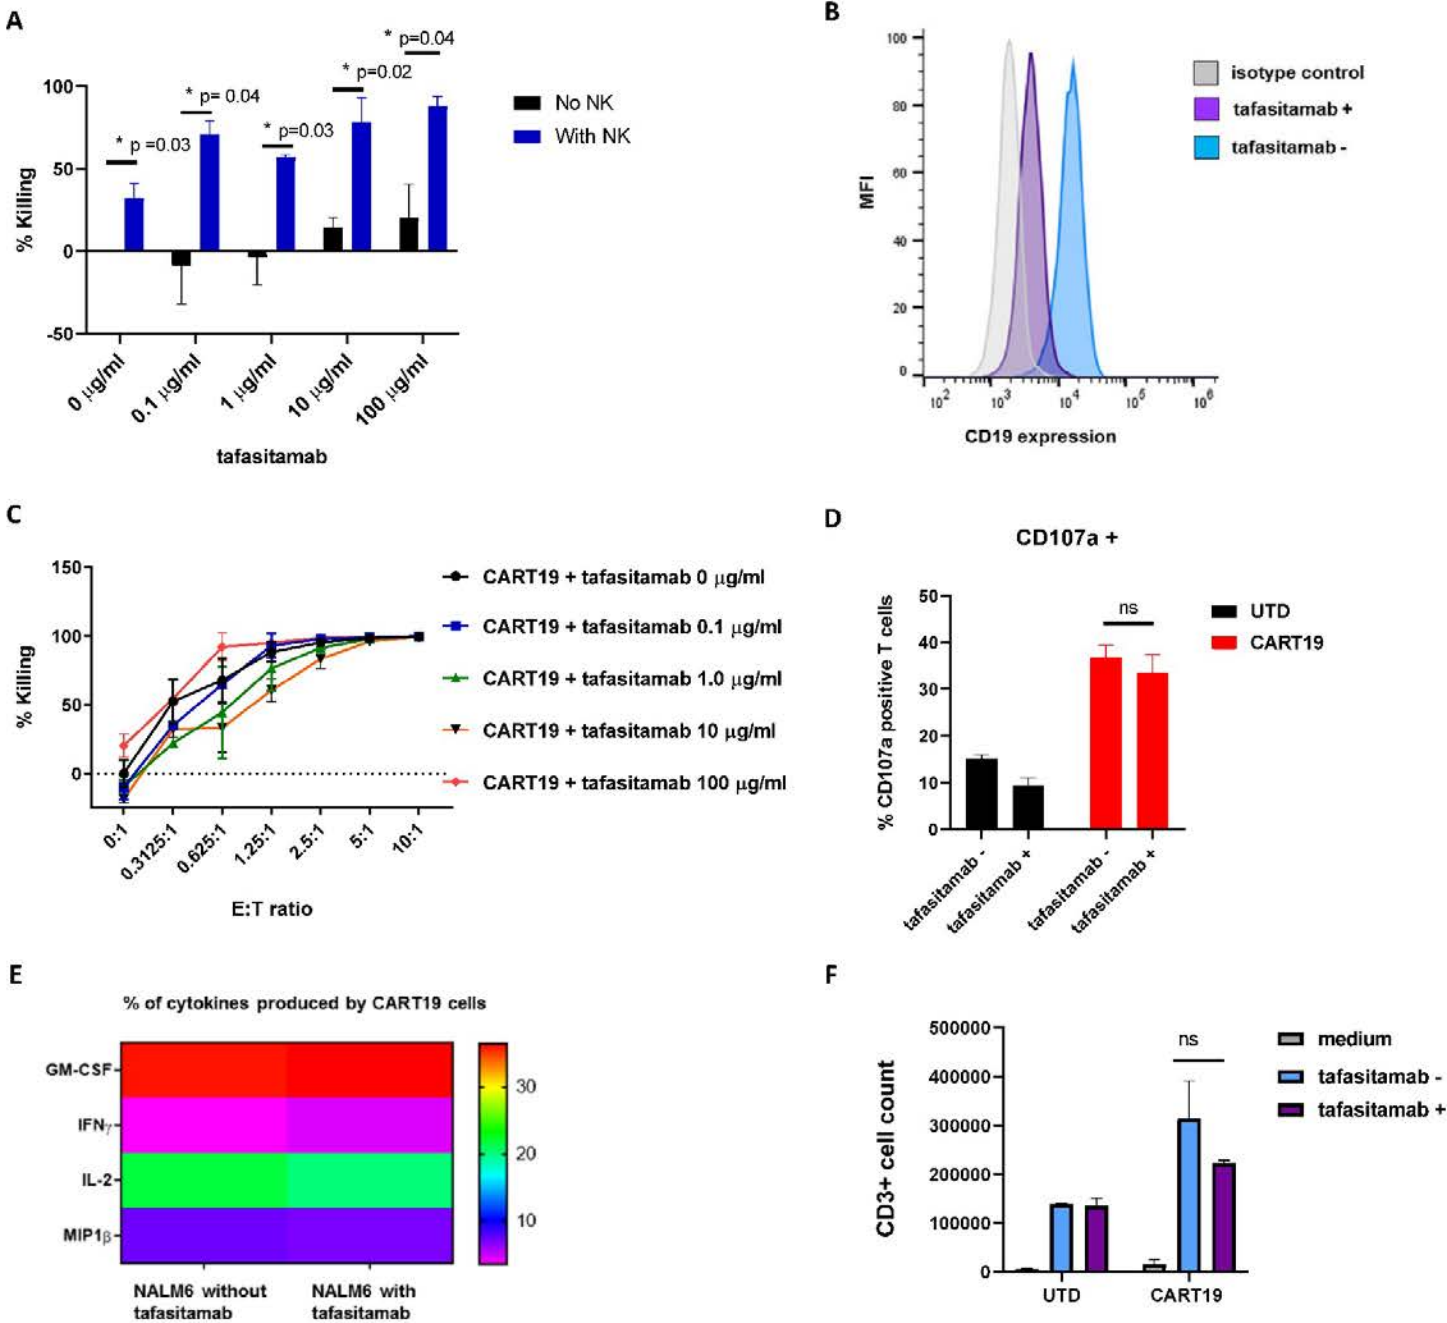 A
* p =0.03
* p= 0.04
* p=0.03
* p=0.02
* p=0.04
100
50
0
-50
% Killing
No NK
With NK
0 µg/ml
0.1 µg/ml
1 µg/ml
10 µg/ml
100 µg/ml
tafasitamab
B
100
80
60
40
20
0
MFI
10² 10³ 10⁴ 10⁵ 10⁶
CD19 expression
isotype control
tafasitamab +
tafasitamab -
C
150
100
50
0
% Killing
0:1
0.3125:1
0.625:1
1.25:1
2.5:1
5:1
10:1
E:T ratio
CART19 + tafasitamab 0 µg/ml
CART19 + tafasitamab 0.1 µg/ml
CART19 + tafasitamab 1.0 µg/ml
CART19 + tafasitamab 10 µg/ml
CART19 + tafasitamab 100 µg/ml
D
CD107a +
50
40
30
20
10
0
% CD107a positive T cells
ns
UTD
CART19
tafasitamab -
tafasitamab +
tafasitamab -
tafasitamab +
E
% of cytokines produced by CART19 cells
GM-CSF
IFNγ
IL-2
MIP1β
30
20
10
NALM6 without
tafasitamab
NALM6 with
tafasitamab
F
500000
400000
300000
200000
100000
0
CD3+ cell count
ns
medium
tafasitamab -
tafasitamab +
UTD
CART19